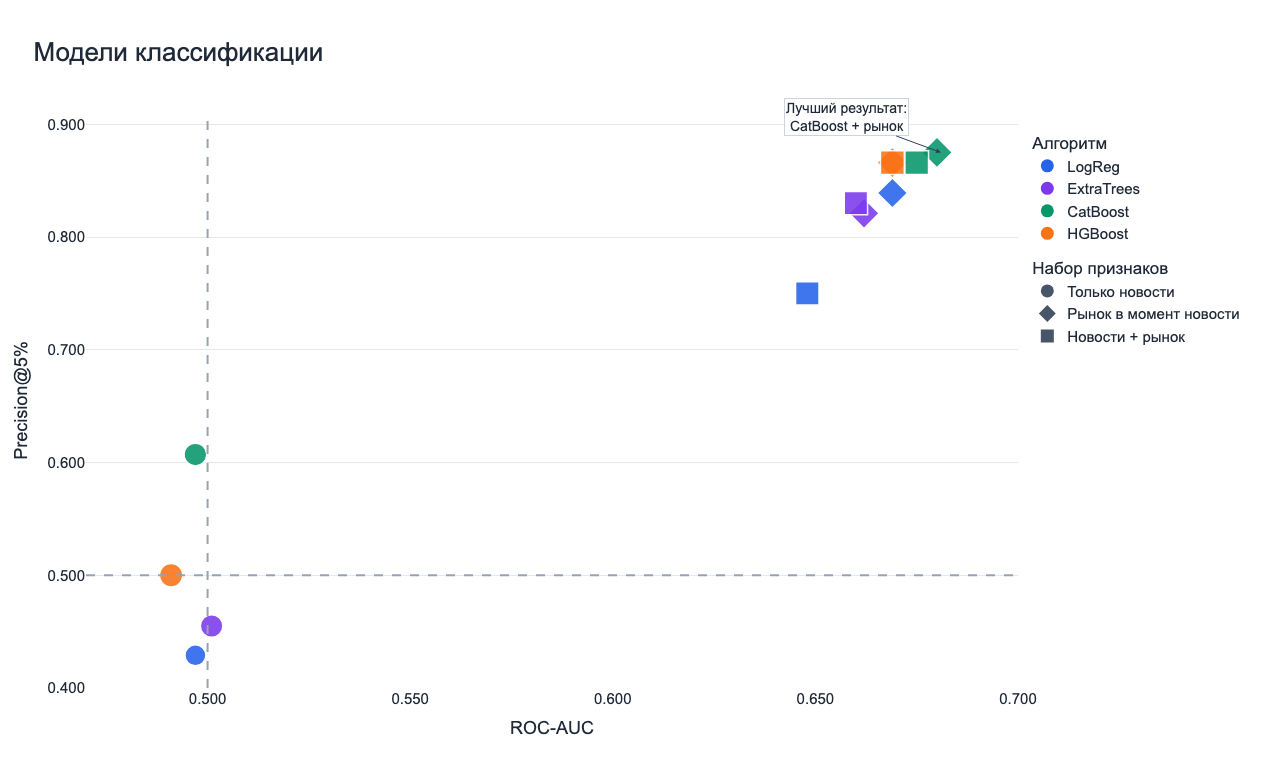 Модели классификации
Лучший результат:
CatBoost + рынок
0.900
0.800
0.700
0.600
0.500
0.400
Precision@5%
0.500
0.550
0.600
0.650
0.700
ROC-AUC
Алгоритм
LogReg
ExtraTrees
CatBoost
HGBoost
Набор признаков
Только новости
Рынок в момент новости
Новости + рынок